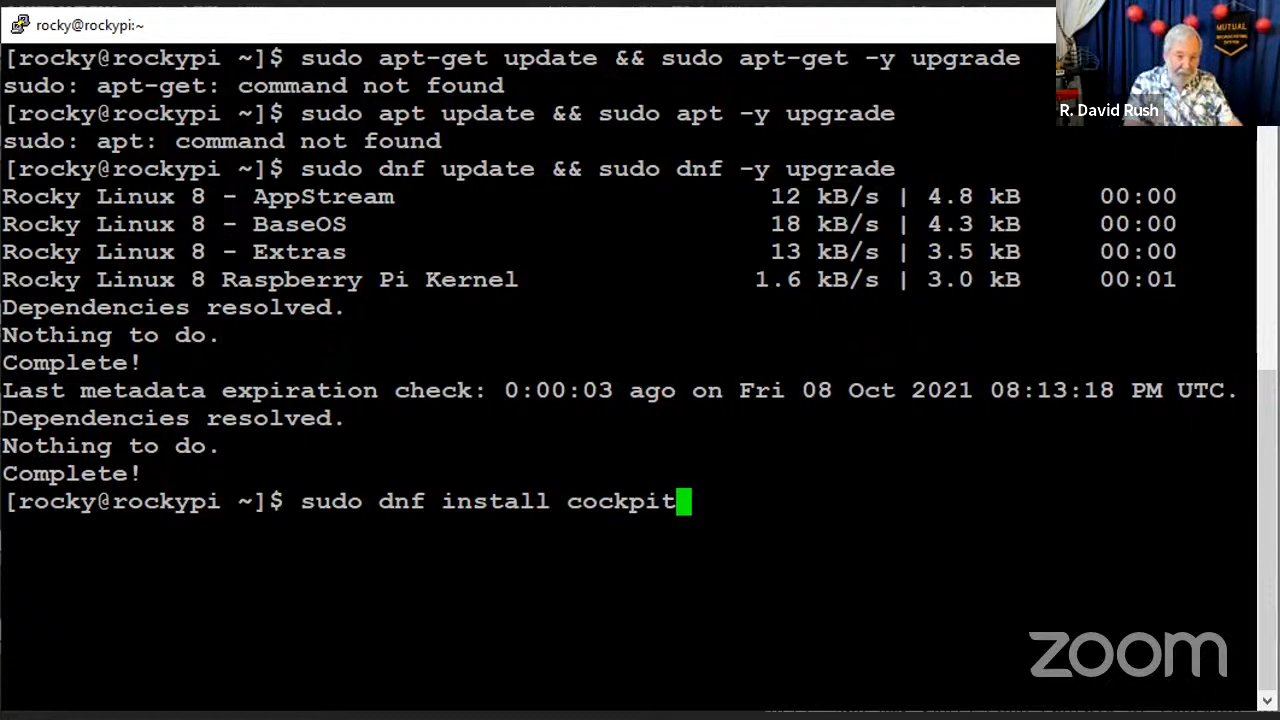 rocky@rockypi:~
[rocky@rockypi ~]$ sudo apt-get update && sudo apt-get -y upgrade
sudo: apt-get: command not found
[rocky@rockypi ~]$ sudo apt update && sudo apt -y upgrade
sudo: apt: command not found
[rocky@rockypi ~]$ sudo dnf update && sudo dnf -y upgrade
Rocky Linux 8 - AppStream 12 kB/s | 4.8 kB 00:00
Rocky Linux 8 - BaseOS 18 kB/s | 4.3 kB 00:00
Rocky Linux 8 - Extras 13 kB/s | 3.5 kB 00:00
Rocky Linux 8 Raspberry Pi Kernel 1.6 kB/s | 3.0 kB 00:01
Dependencies resolved.
Nothing to do.
Complete!
Last metadata expiration check: 0:00:03 ago on Fri 08 Oct 2021 08:13:18 PM UTC.
Dependencies resolved.
Nothing to do.
Complete!
[rocky@rockypi ~]$ sudo dnf install cockpit
MUTUAL
BROADCASTING
SYSTEM
R. David Rush
zoom